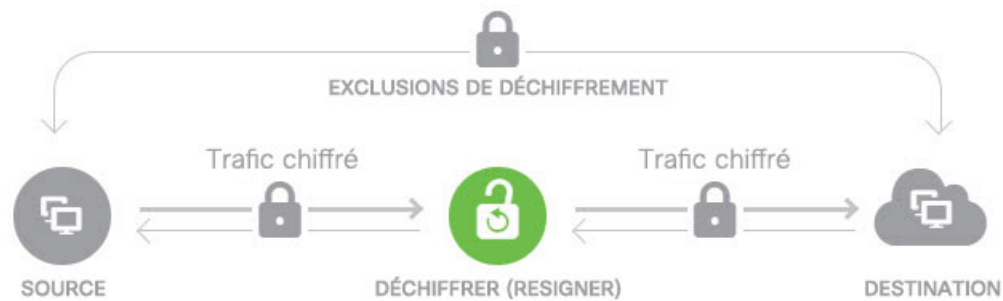 EXCLUSIONS DE DÉCHIFFREMENT
Trafic chiffré
Trafic chiffré
SOURCE
DÉCHIFFRER (RESIGNER)
DESTINATION